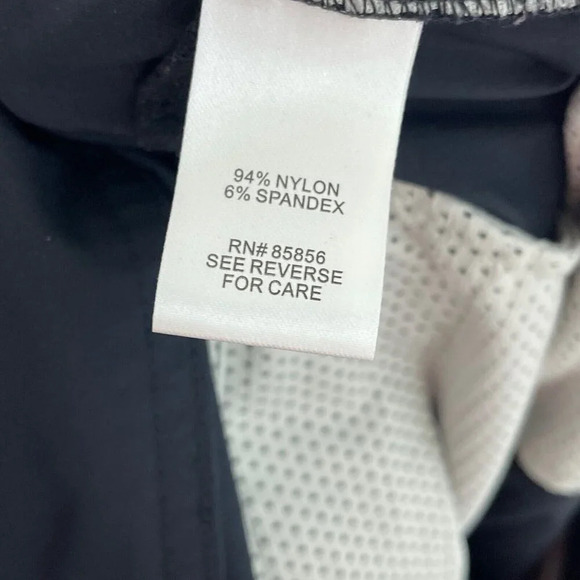 94% NYLON
6% SPANDEX
RN# 85856
SEE REVERSE
FOR CARE